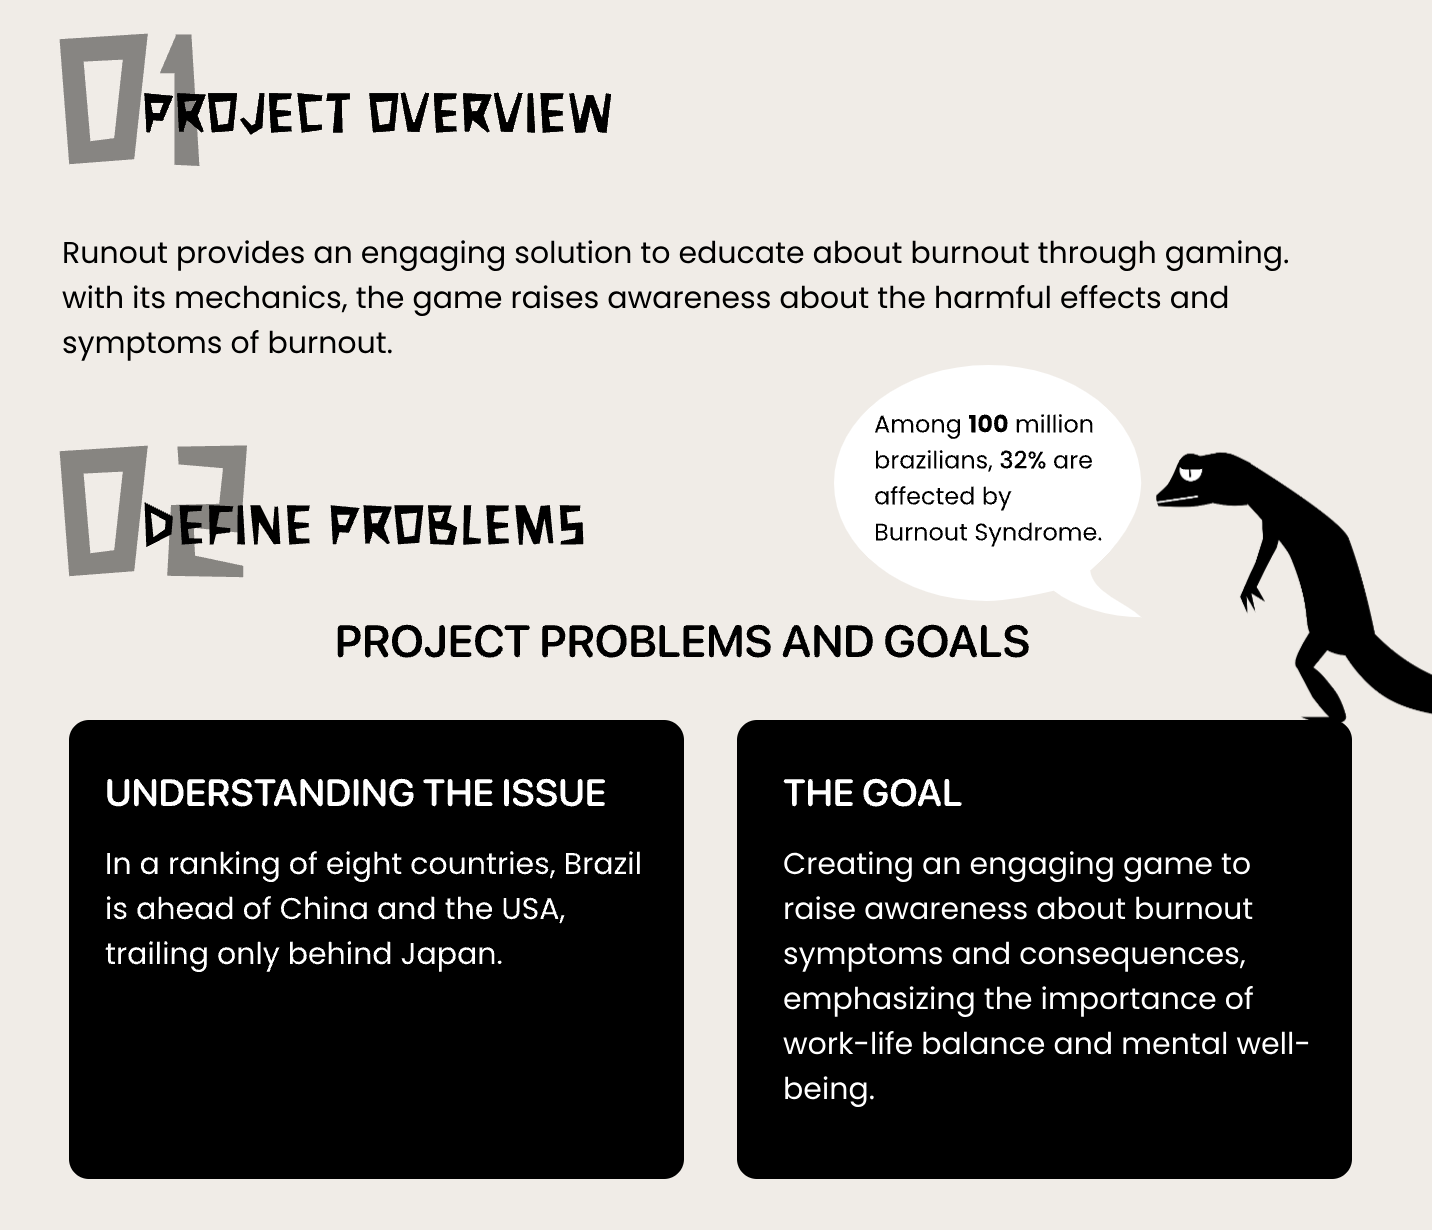 01
PROJECT OVERVIEW
Runout provides an engaging solution to educate about burnout through gaming.
with its mechanics, the game raises awareness about the harmful effects and
symptoms of burnout.
Among 100 million
brazilians, 32% are
affected by
Burnout Syndrome.
02
DEFINE PROBLEMS
PROJECT PROBLEMS AND GOALS
UNDERSTANDING THE ISSUE
In a ranking of eight countries, Brazil
is ahead of China and the USA,
trailing only behind Japan.
THE GOAL
Creating an engaging game to
raise awareness about burnout
symptoms and consequences,
emphasizing the importance of
work-life balance and mental well-
being.